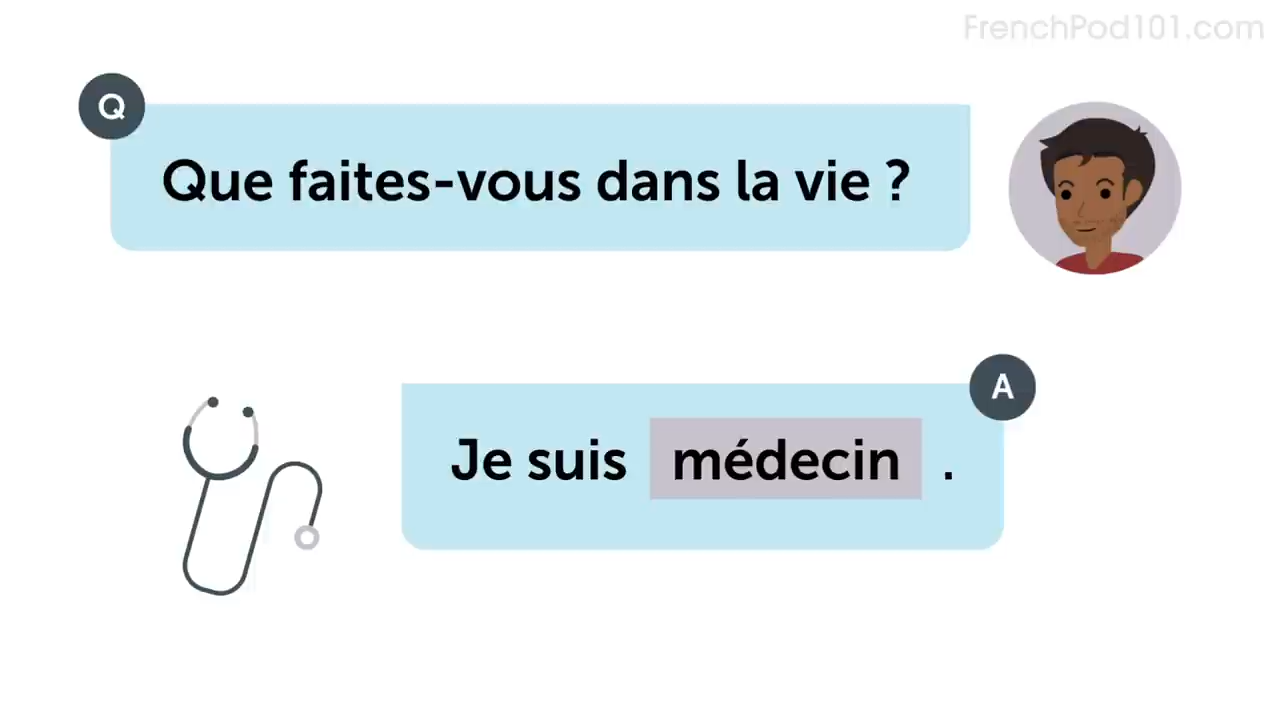 FrenchPod101.com
Q
Que faites-vous dans la vie ?
A
Je suis médecin .